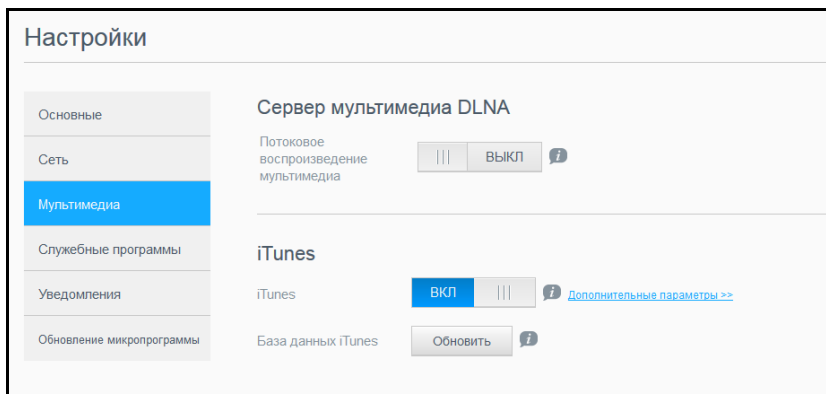 Настройки
Основные
Сеть
Мультимедиа
Служебные программы
Уведомления
Обновление микропрограммы
Сервер мультимедиа DLNA
Потоковое
воспроизведение
мультимедиа
ВЫКЛ
iTunes
iTunes
ВКЛ
Дополнительные параметры >>
База данных iTunes
Обновить